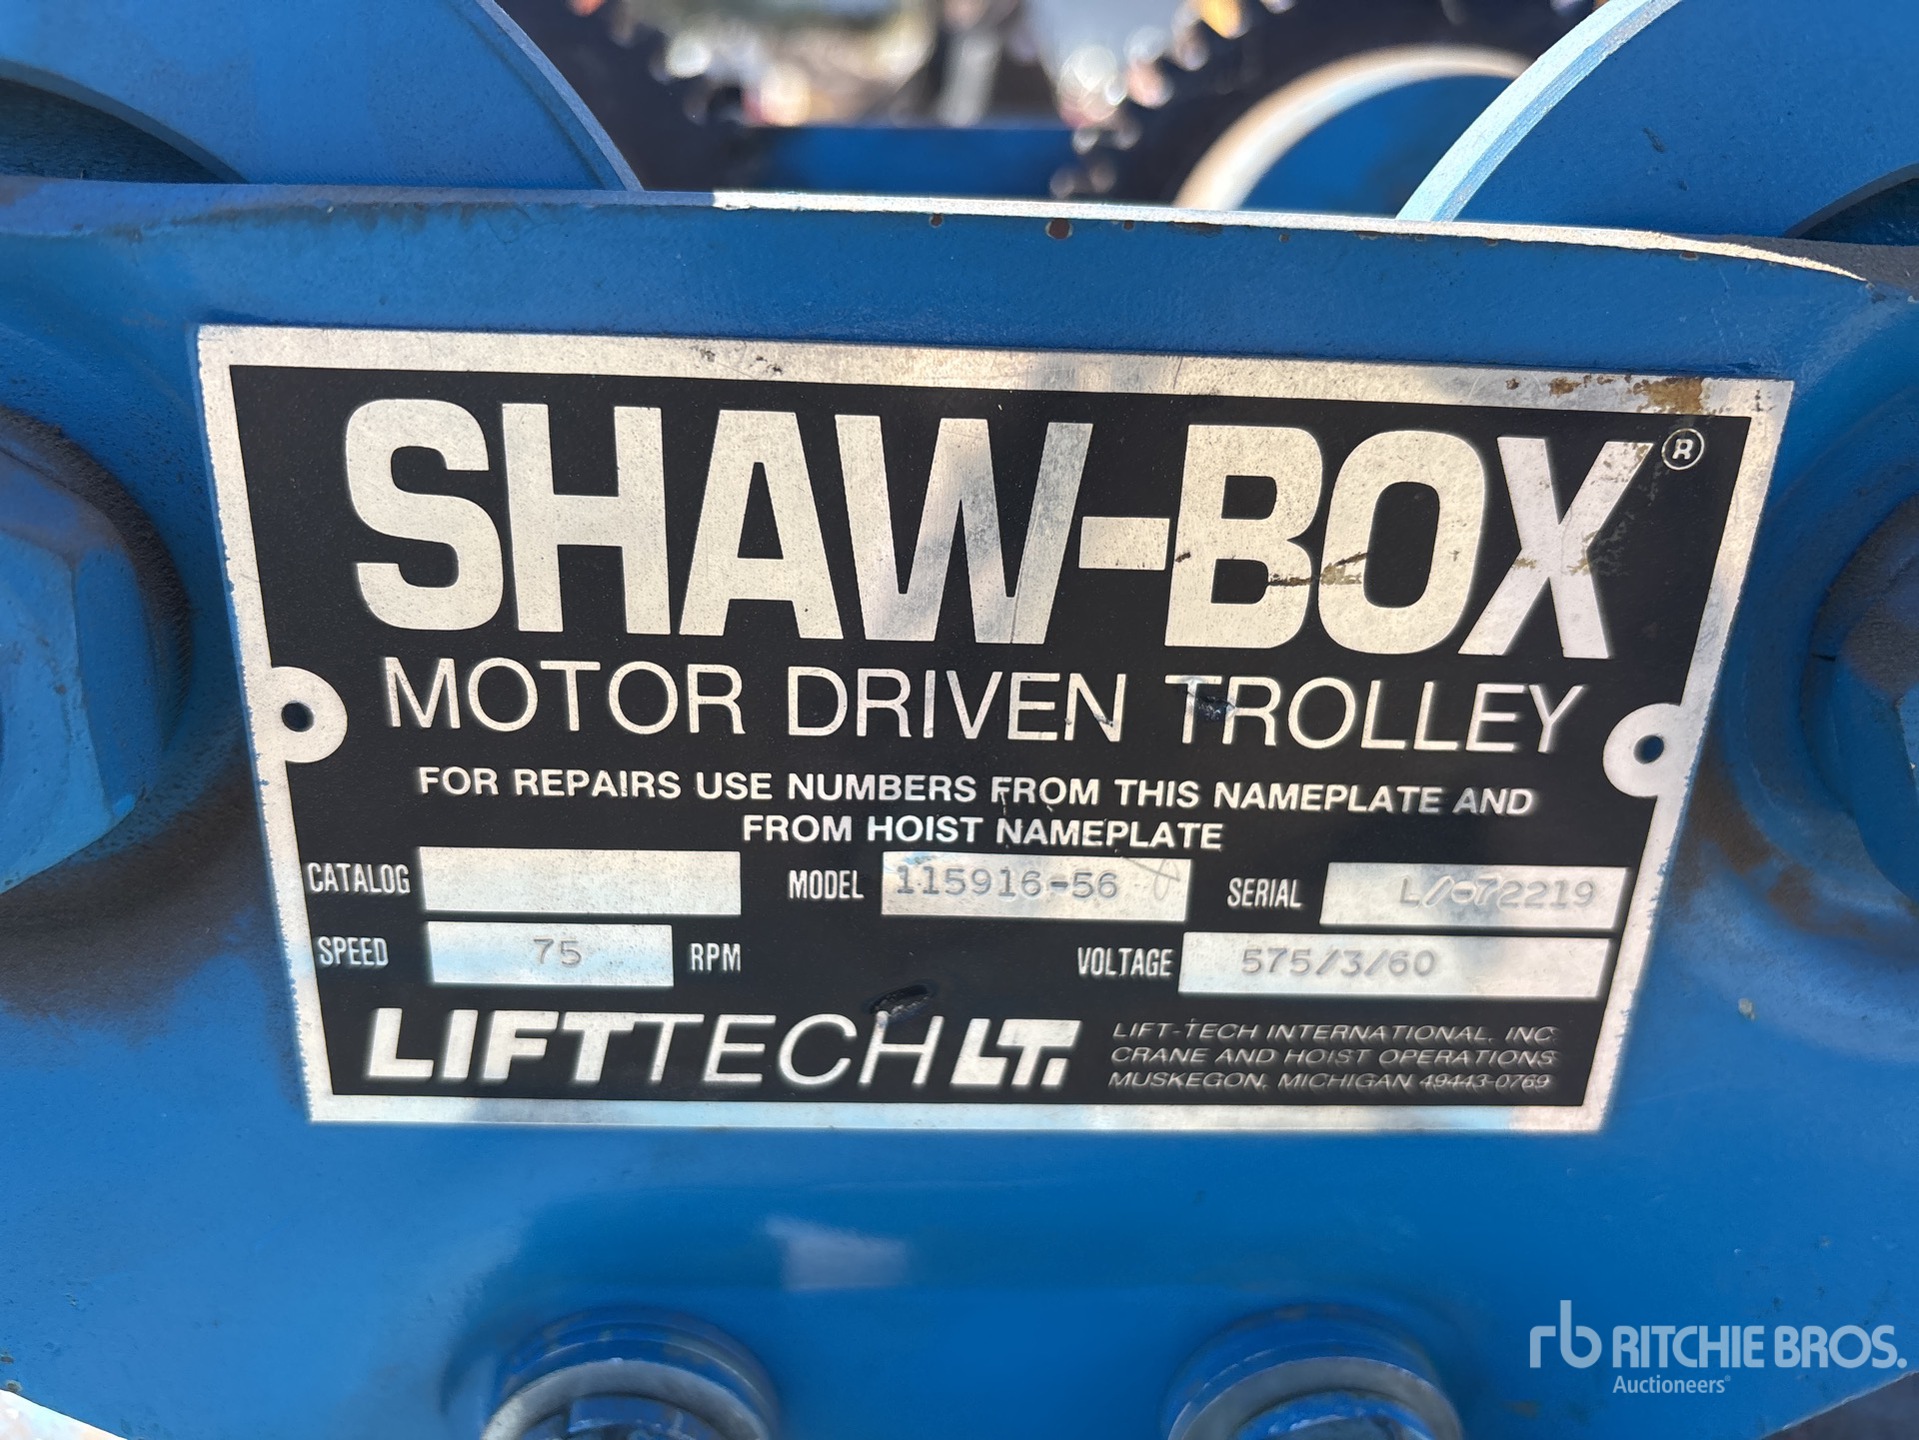 SHAW-BOX®
MOTOR DRIVEN TROLLEY
FOR REPAIRS USE NUMBERS FROM THIS NAMEPLATE AND
FROM HOIST NAMEPLATE
CATALOG MODEL 115916-56 SERIAL L/072219
SPEED 75 RPM VOLTAGE 575/3/60
LIFTTECH LT.
LIFT-TECH INTERNATIONAL, INC
CRANE AND HOIST OPERATIONS
MUSKEGON, MICHIGAN 49443-0769
rb RITCHIE BROS.
Auctioneers®